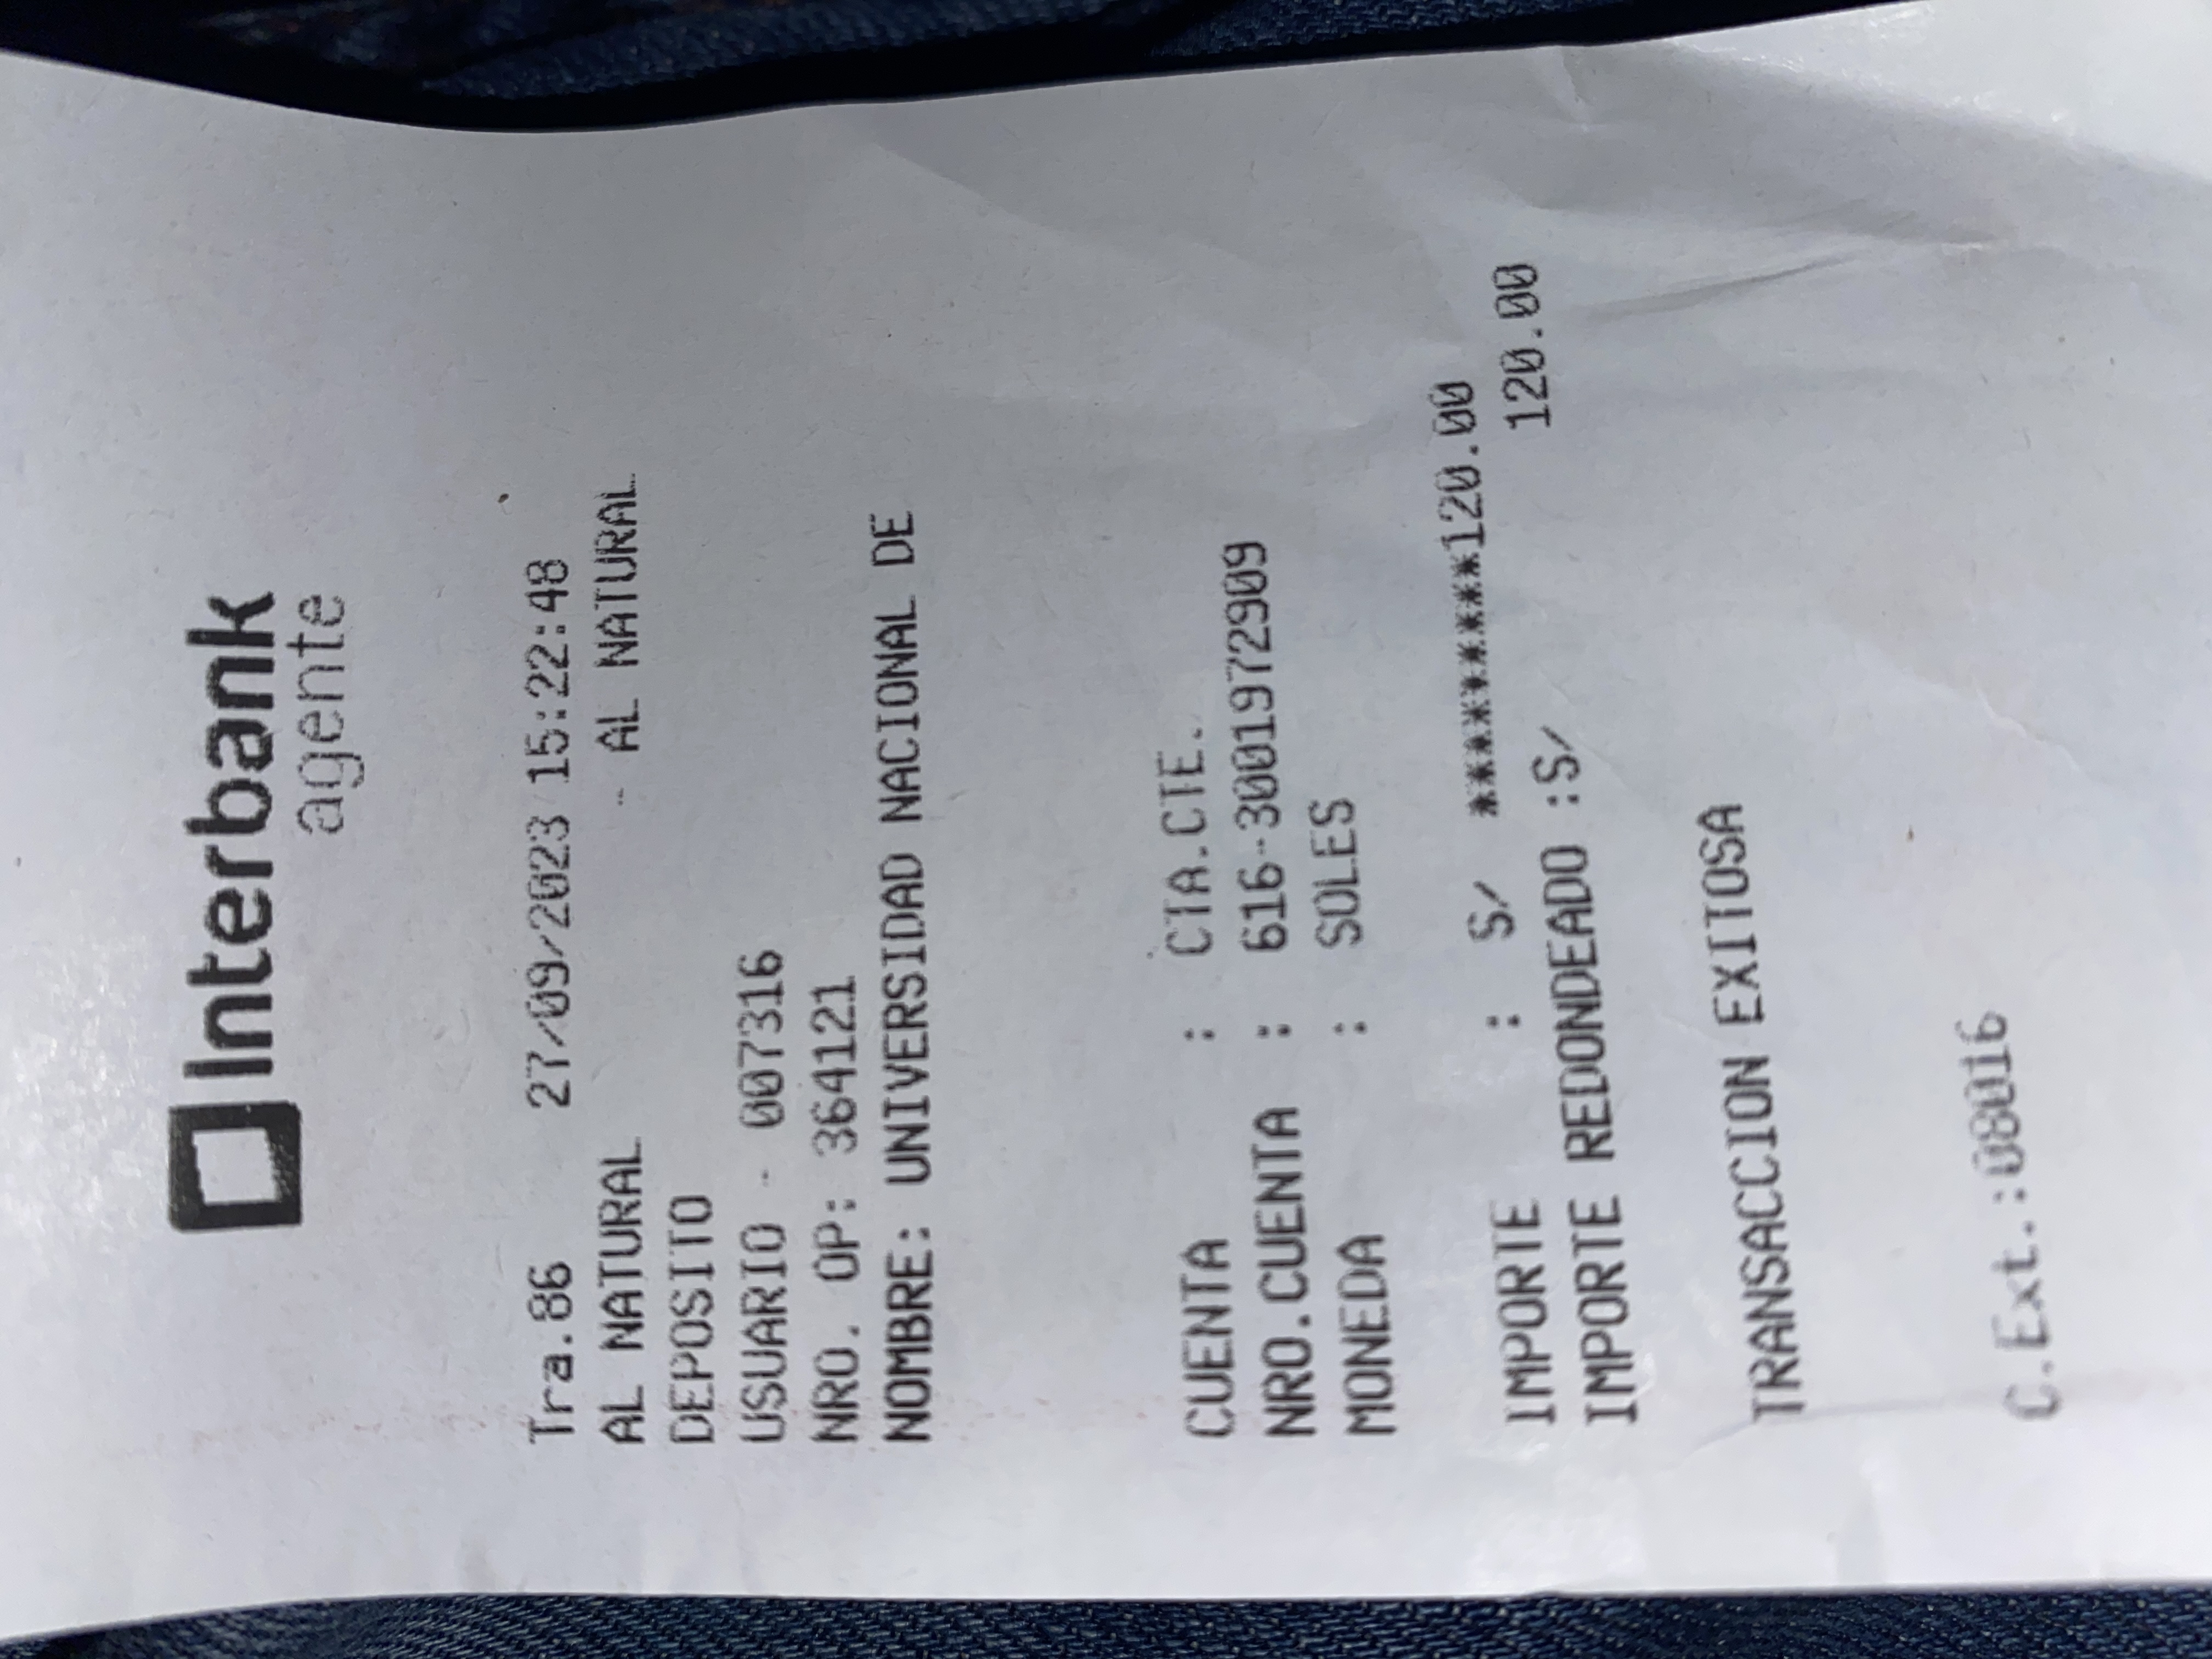 Interbank
agente
Tra.86 27/09/2023 15:22:48
AL NATURAL - AL NATURAL
DEPOSITO
USUARIO - 007316
NRO. OP: 364121
NOMBRE: UNIVERSIDAD NACIONAL DE
CUENTA : CTA.CTE.
NRO.CUENTA : 616-3001972909
MONEDA : SOLES
IMPORTE : S/ ***********120.00
IMPORTE REDONDEADO :S/ 120.00
TRANSACCION EXITOSA
C.Ext.:08016